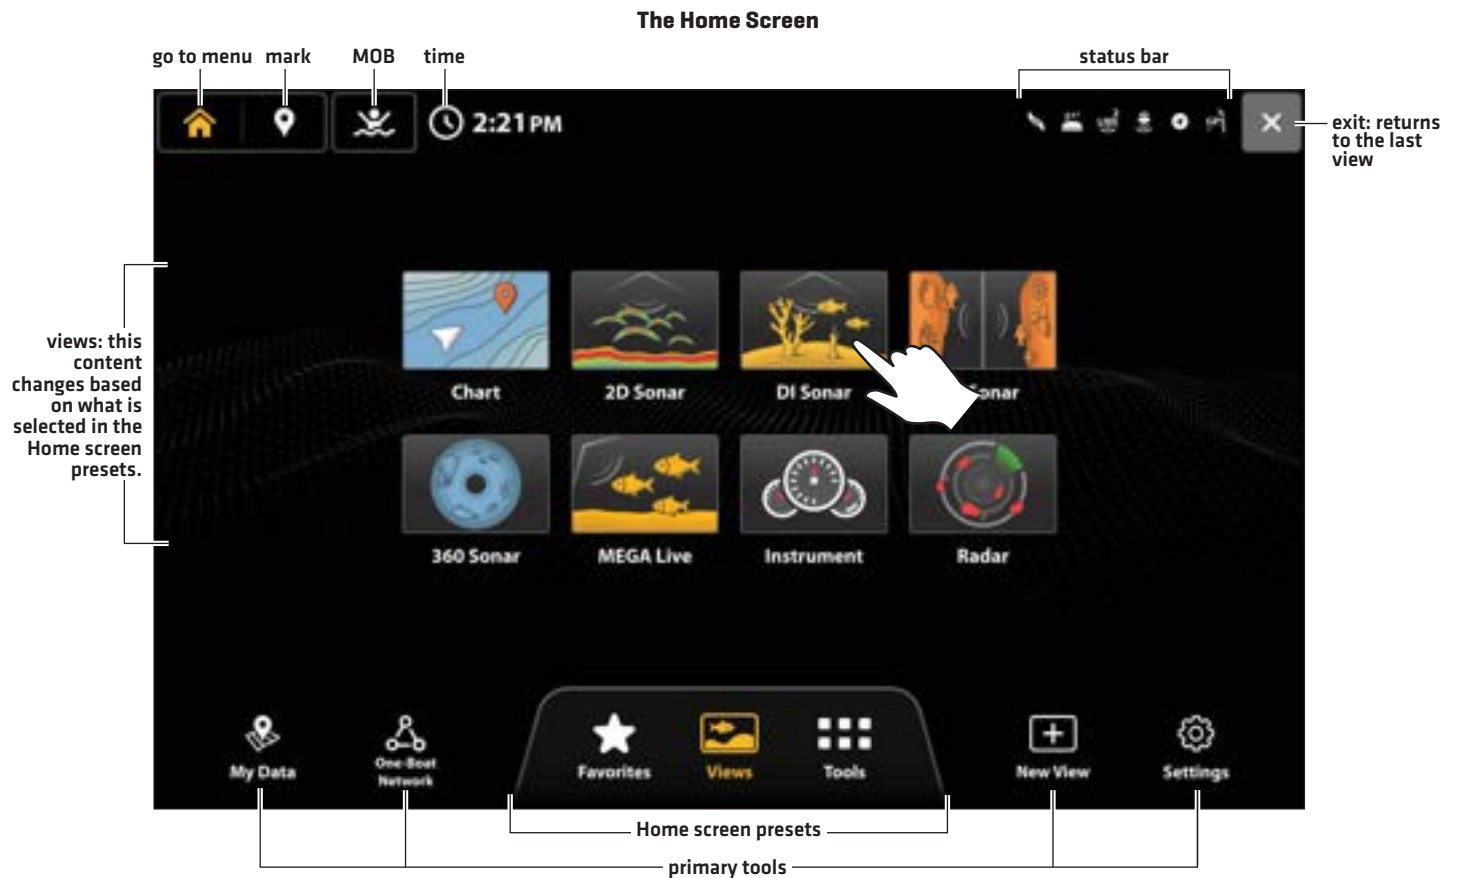 The Home Screen
go to menu mark MOB time status bar
2:21 PM
exit: returns
to the last
view
views: this
content
changes based
on what is
selected in the
Home screen
presets.
Chart 2D Sonar DI Sonar onar
360 Sonar MEGA Live Instrument Radar
My Data One-Boat
Network Favorites Views Tools New View Settings
Home screen presets
primary tools